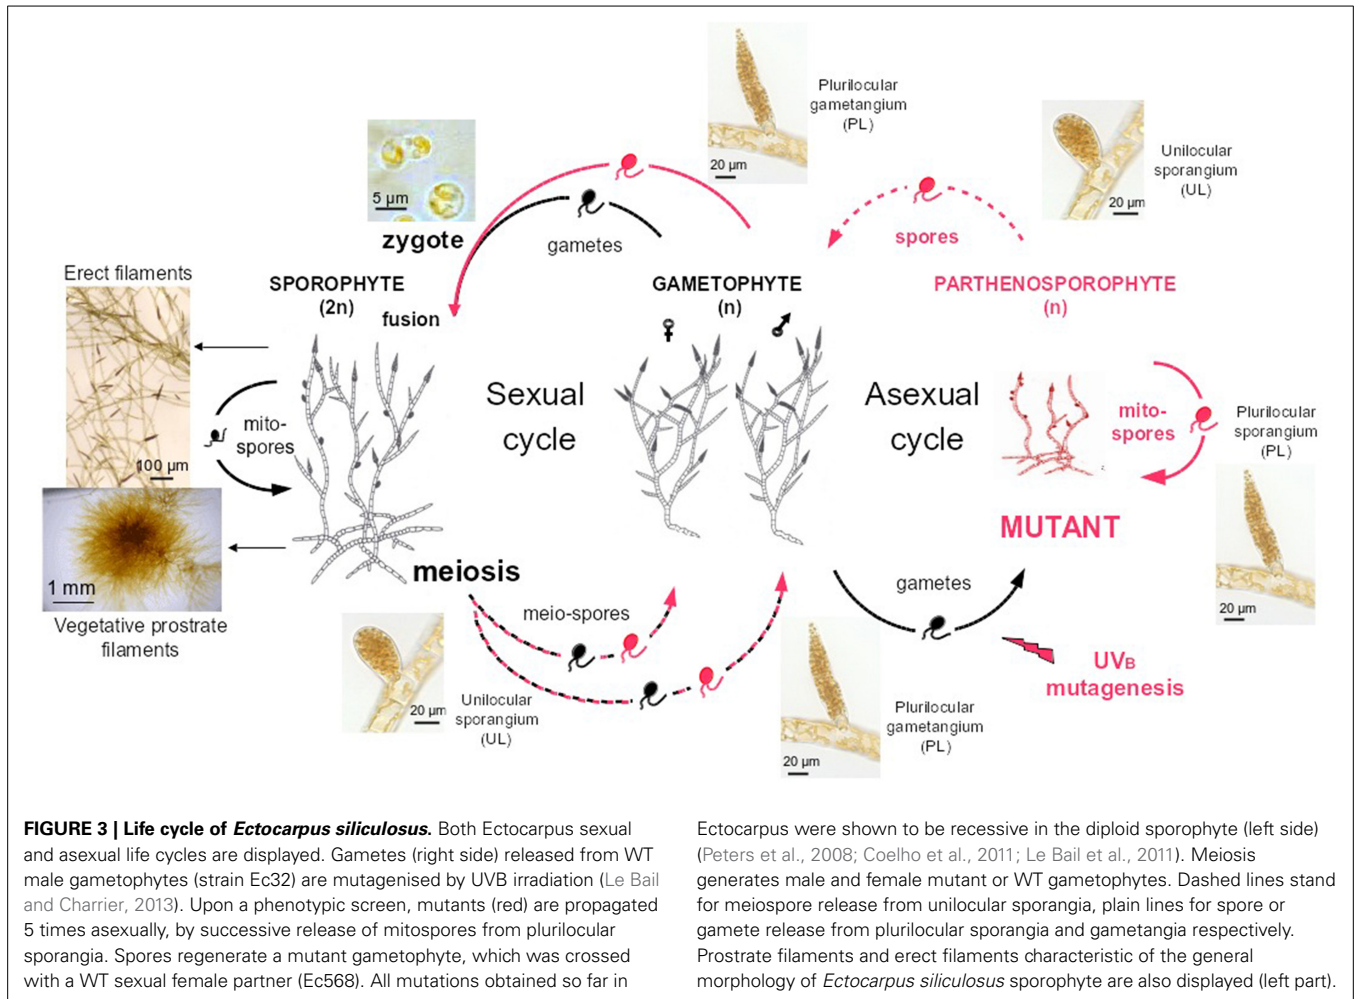 Plurilocular
gametangium
(PL)
20 µm
Unilocular
sporangium
(UL)
20 µm
5 µm
zygote
gametes
spores
Erect filaments
SPOROPHYTE
(2n)
fusion
GAMETOPHYTE
(n)
♀
♂
PARTHENOSPOROPHYTE
(n)
Sexual
cycle
Asexual
cycle
mito-
spores
100 µm
mito-
spores
Plurilocular
sporangium
(PL)
20 µm
MUTANT
1 mm
Vegetative prostrate
filaments
meiosis
meio-spores
gametes
UVB
mutagenesis
20 µm
Unilocular
sporangium
(UL)
Plurilocular
gametangium
(PL)
20 µm
FIGURE 3 | Life cycle of Ectocarpus siliculosus. Both Ectocarpus sexual
and asexual life cycles are displayed. Gametes (right side) released from WT
male gametophytes (strain Ec32) are mutagenised by UVB irradiation (Le Bail
and Charrier, 2013). Upon a phenotypic screen, mutants (red) are propagated
5 times asexually, by successive release of mitospores from plurilocular
sporangia. Spores regenerate a mutant gametophyte, which was crossed
with a WT sexual female partner (Ec568). All mutations obtained so far in
Ectocarpus were shown to be recessive in the diploid sporophyte (left side)
(Peters et al., 2008; Coelho et al., 2011; Le Bail et al., 2011). Meiosis
generates male and female mutant or WT gametophytes. Dashed lines stand
for meiospore release from unilocular sporangia, plain lines for spore or
gamete release from plurilocular sporangia and gametangia respectively.
Prostrate filaments and erect filaments characteristic of the general
morphology of Ectocarpus siliculosus sporophyte are also displayed (left part).